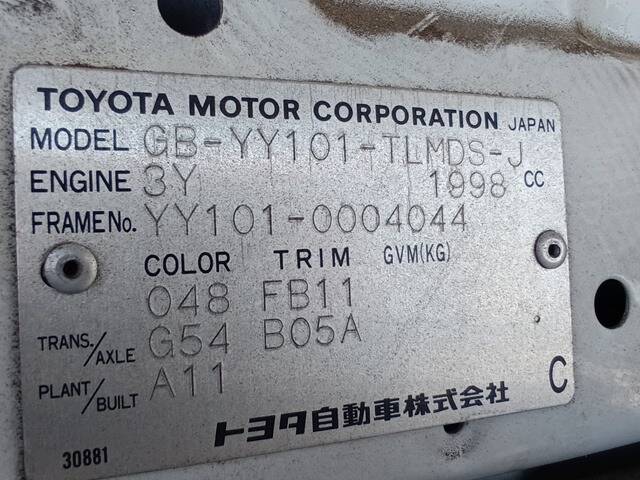 TOYOTA MOTOR CORPORATION JAPAN
MODEL GB-YY101-TLMDS-J
ENGINE 3Y 1998 CC
FRAME No. YY101-0004044
COLOR TRIM GVM(KG)
048 FB11
TRANS./AXLE G54 B05A
PLANT/BUILT A11
トヨタ自動車株式会社 C
30881